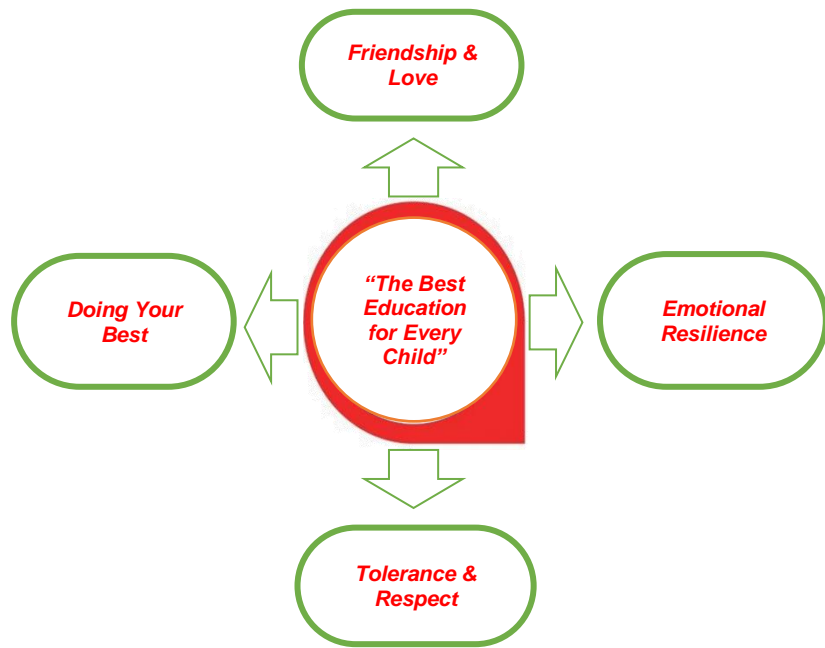 Friendship &
Love
Doing Your
Best
“The Best
Education
for Every
Child”
Emotional
Resilience
Tolerance &
Respect